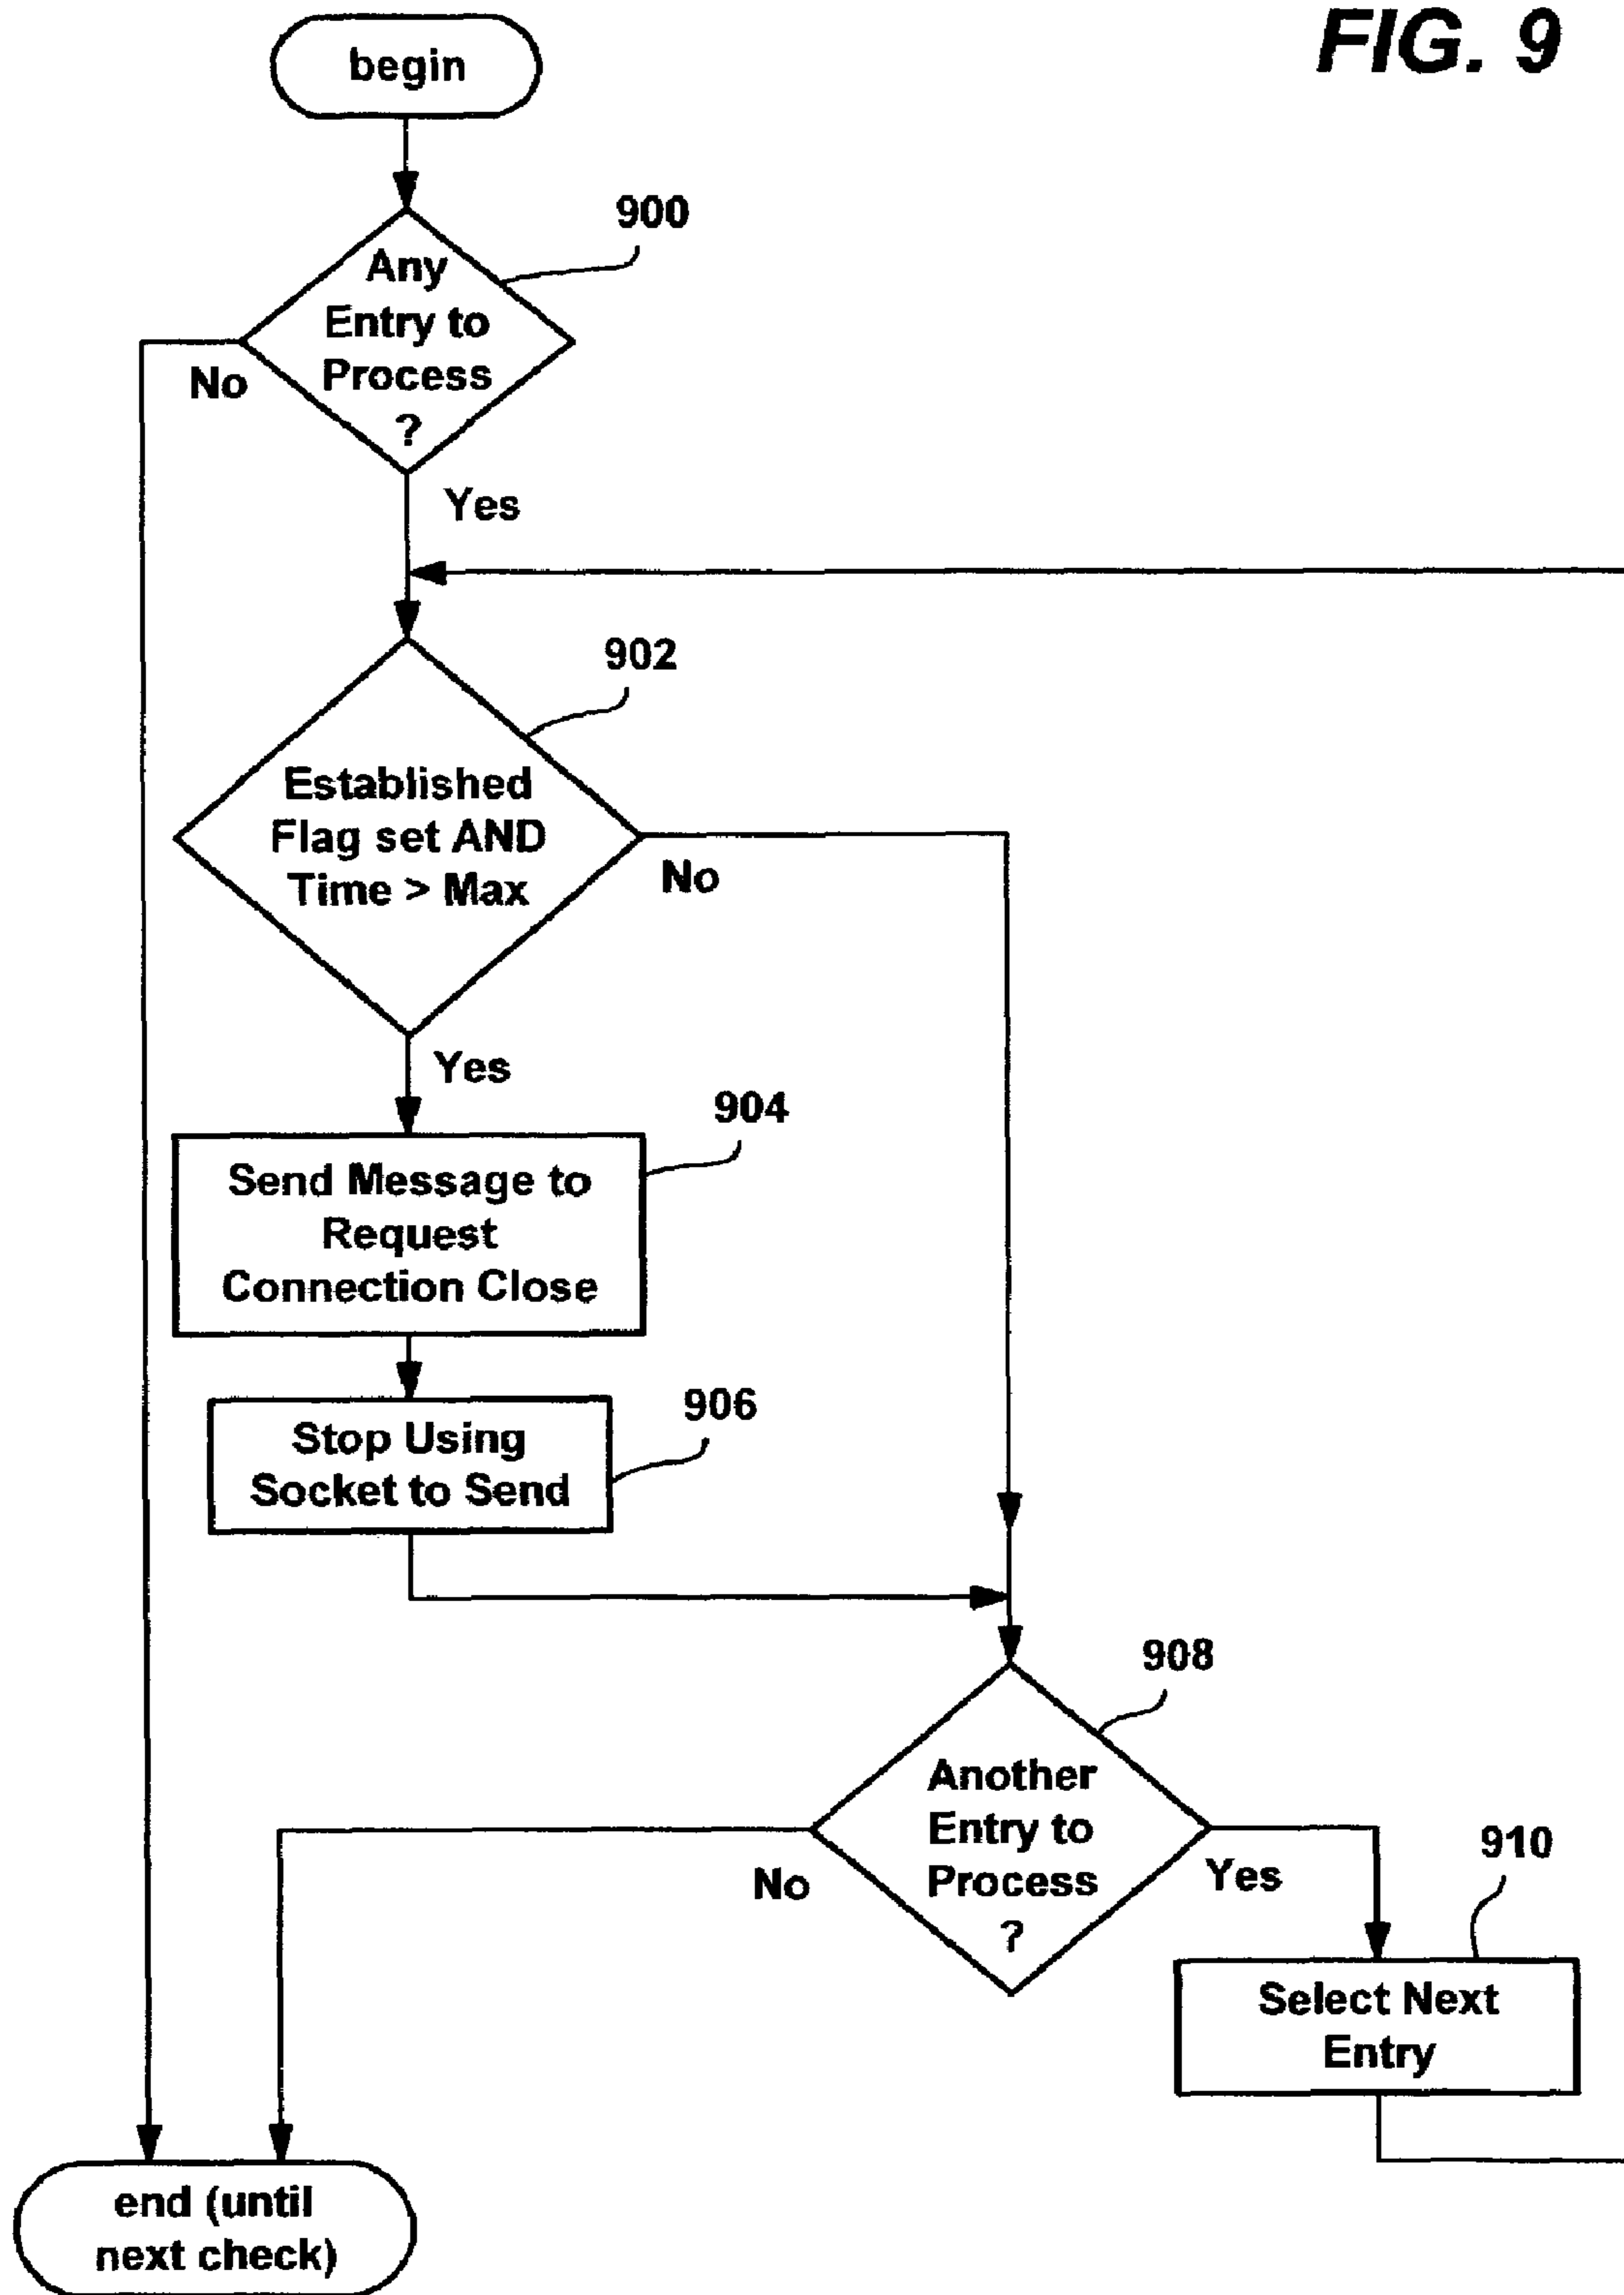 FIG. 9
begin
900
Any
Entry to
Process
?
No
Yes
902
Established
Flag set AND
Time > Max
No
Yes
904
Send Message to
Request
Connection Close
906
Stop Using
Socket to Send
908
Another
Entry to
Process
?
No
Yes
910
Select Next
Entry
end (until
next check)